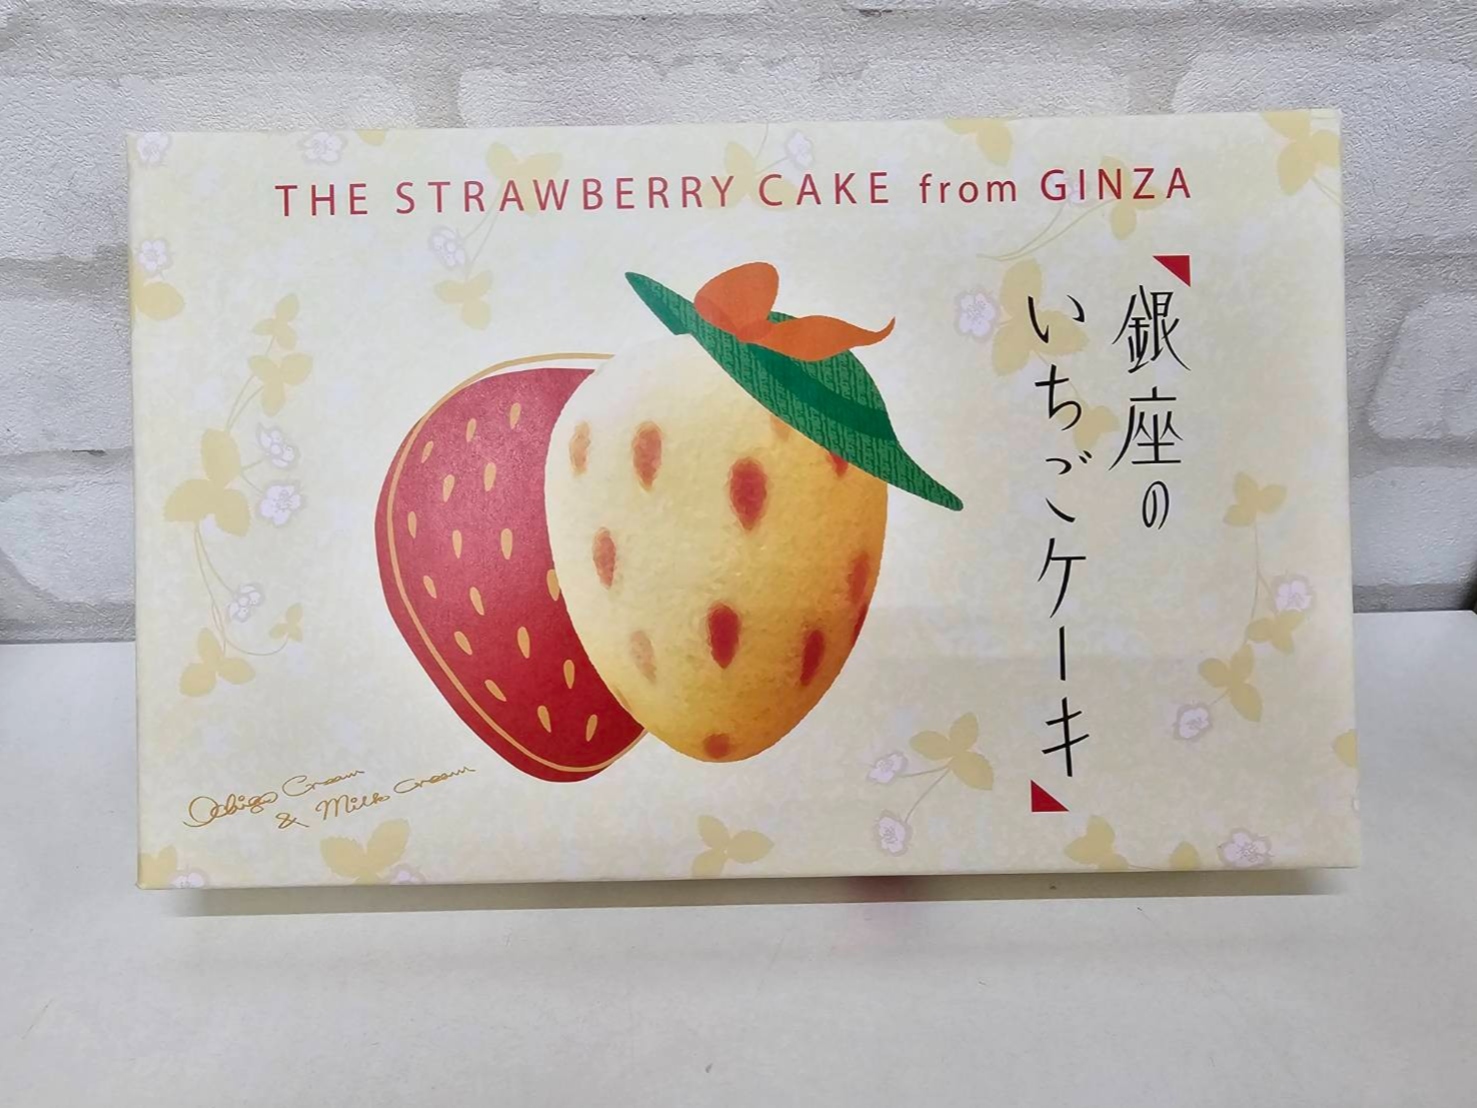 THE STRAWBERRY CAKE from GINZA
銀座の
いちごケーキ
Ichigo Cream
& Milk Cream